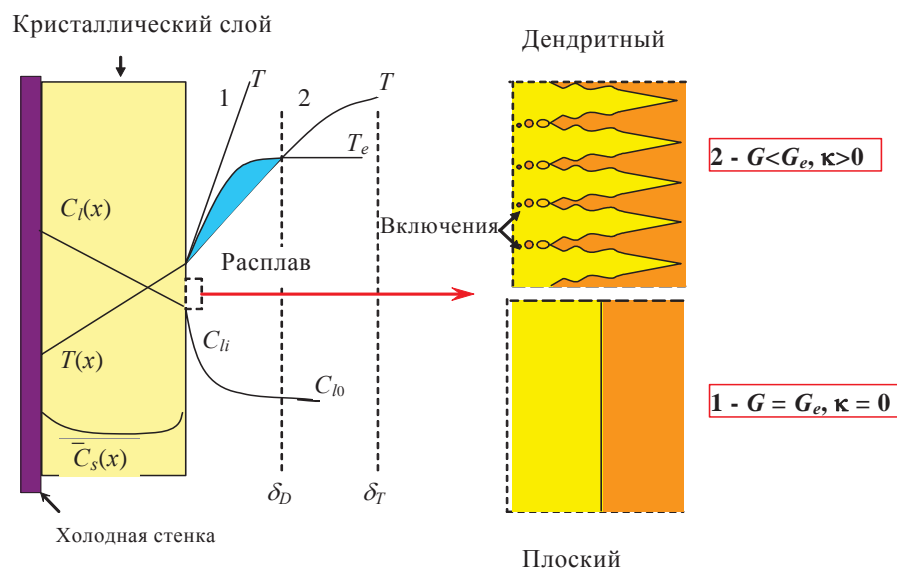 Кристаллический слой
Дендритный
1
T
2
T
T_e
2 - G<G_e, κ>0
C_l(x)
Включения
Расплав
C_li
T(x)
C_l0
1 - G = G_e, κ = 0
C̄_s(x)
δ_D
δ_T
Холодная стенка
Плоский